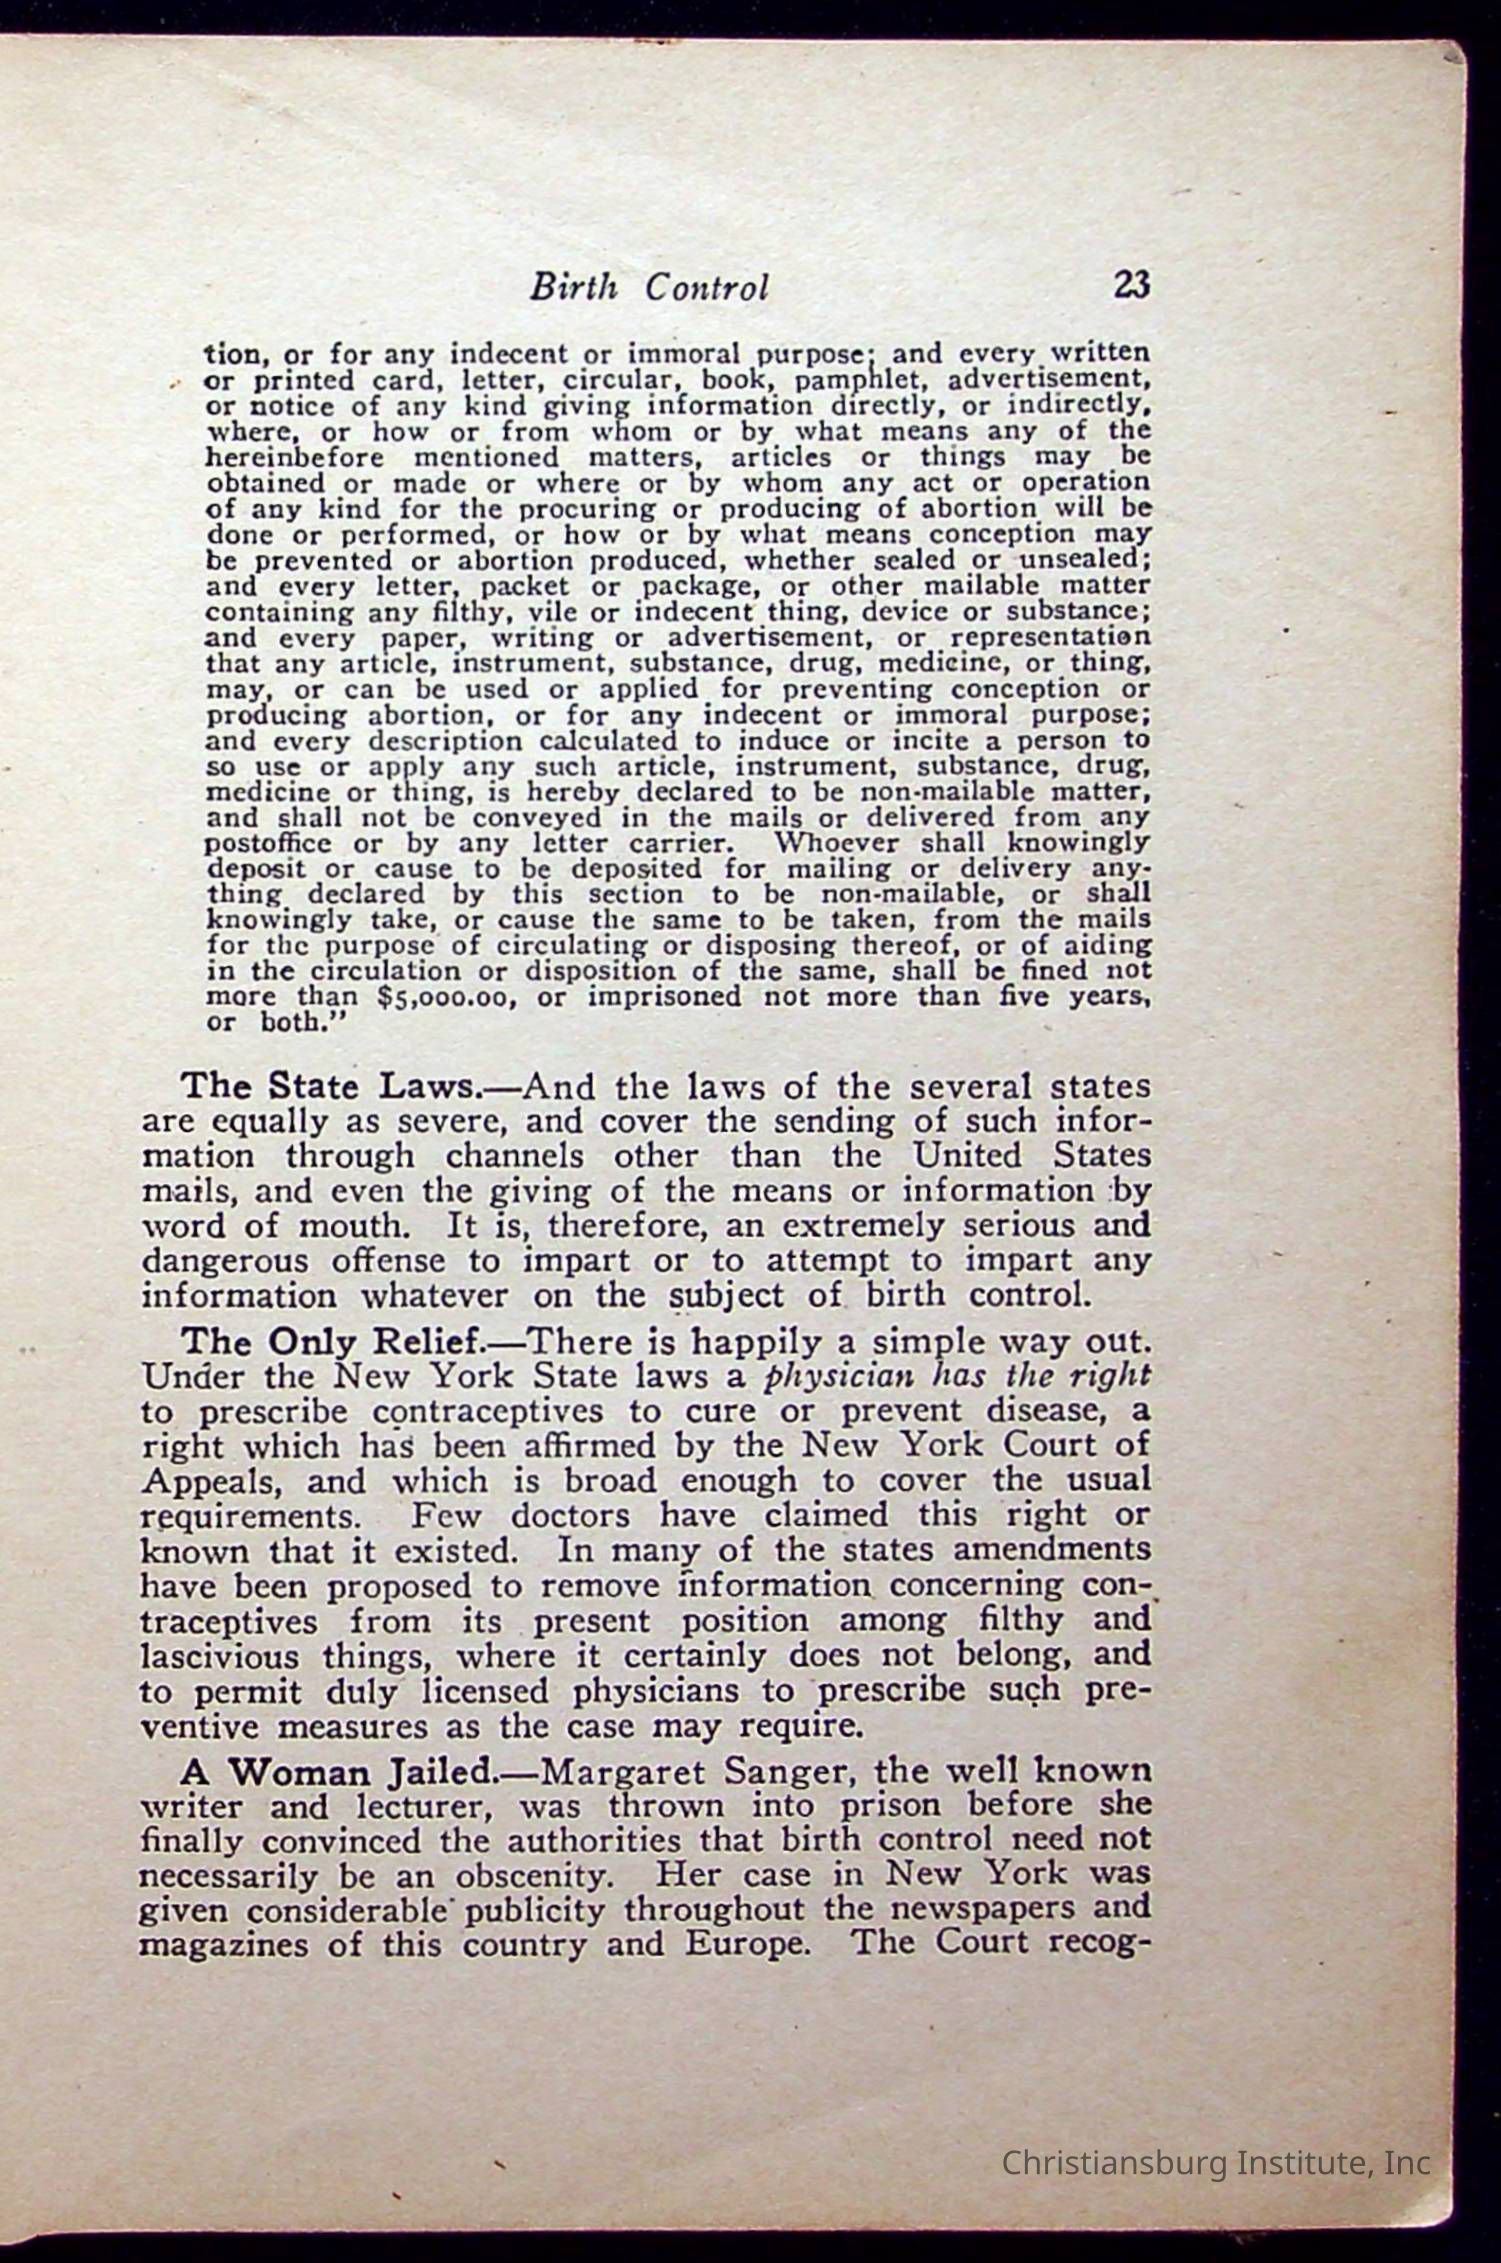 Birth Control 23
tion, or for any indecent or immoral purpose; and every written
or printed card, letter, circular, book, pamphlet, advertisement,
or notice of any kind giving information directly, or indirectly,
where, or how or from whom or by what means any of the
hereinbefore mentioned matters, articles or things may be
obtained or made or where or by whom any act or operation
of any kind for the procuring or producing of abortion will be
done or performed, or how or by what means conception may
be prevented or abortion produced, whether sealed or unsealed;
and every letter, packet or package, or other mailable matter
containing any filthy, vile or indecent thing, device or substance;
and every paper, writing or advertisement, or representation
that any article, instrument, substance, drug, medicine, or thing,
may, or can be used or applied for preventing conception or
producing abortion, or for any indecent or immoral purpose;
and every description calculated to induce or incite a person to
so use or apply any such article, instrument, substance, drug,
medicine or thing, is hereby declared to be non-mailable matter,
and shall not be conveyed in the mails or delivered from any
postoffice or by any letter carrier. Whoever shall knowingly
deposit or cause to be deposited for mailing or delivery any-
thing declared by this section to be non-mailable, or shall
knowingly take, or cause the same to be taken, from the mails
for the purpose of circulating or disposing thereof, or of aiding
in the circulation or disposition of the same, shall be fined not
more than $5,000.00, or imprisoned not more than five years,
or both.”
The State Laws.—And the laws of the several states
are equally as severe, and cover the sending of such infor-
mation through channels other than the United States
mails, and even the giving of the means or information by
word of mouth. It is, therefore, an extremely serious and
dangerous offense to impart or to attempt to impart any
information whatever on the subject of birth control.
The Only Relief.—There is happily a simple way out.
Under the New York State laws a physician has the right
to prescribe contraceptives to cure or prevent disease, a
right which has been affirmed by the New York Court of
Appeals, and which is broad enough to cover the usual
requirements. Few doctors have claimed this right or
known that it existed. In many of the states amendments
have been proposed to remove information concerning con-
traceptives from its present position among filthy and
lascivious things, where it certainly does not belong, and
to permit duly licensed physicians to prescribe such pre-
ventive measures as the case may require.
A Woman Jailed.—Margaret Sanger, the well known
writer and lecturer, was thrown into prison before she
finally convinced the authorities that birth control need not
necessarily be an obscenity. Her case in New York was
given considerable publicity throughout the newspapers and
magazines of this country and Europe. The Court recog-
Christiansburg Institute, Inc